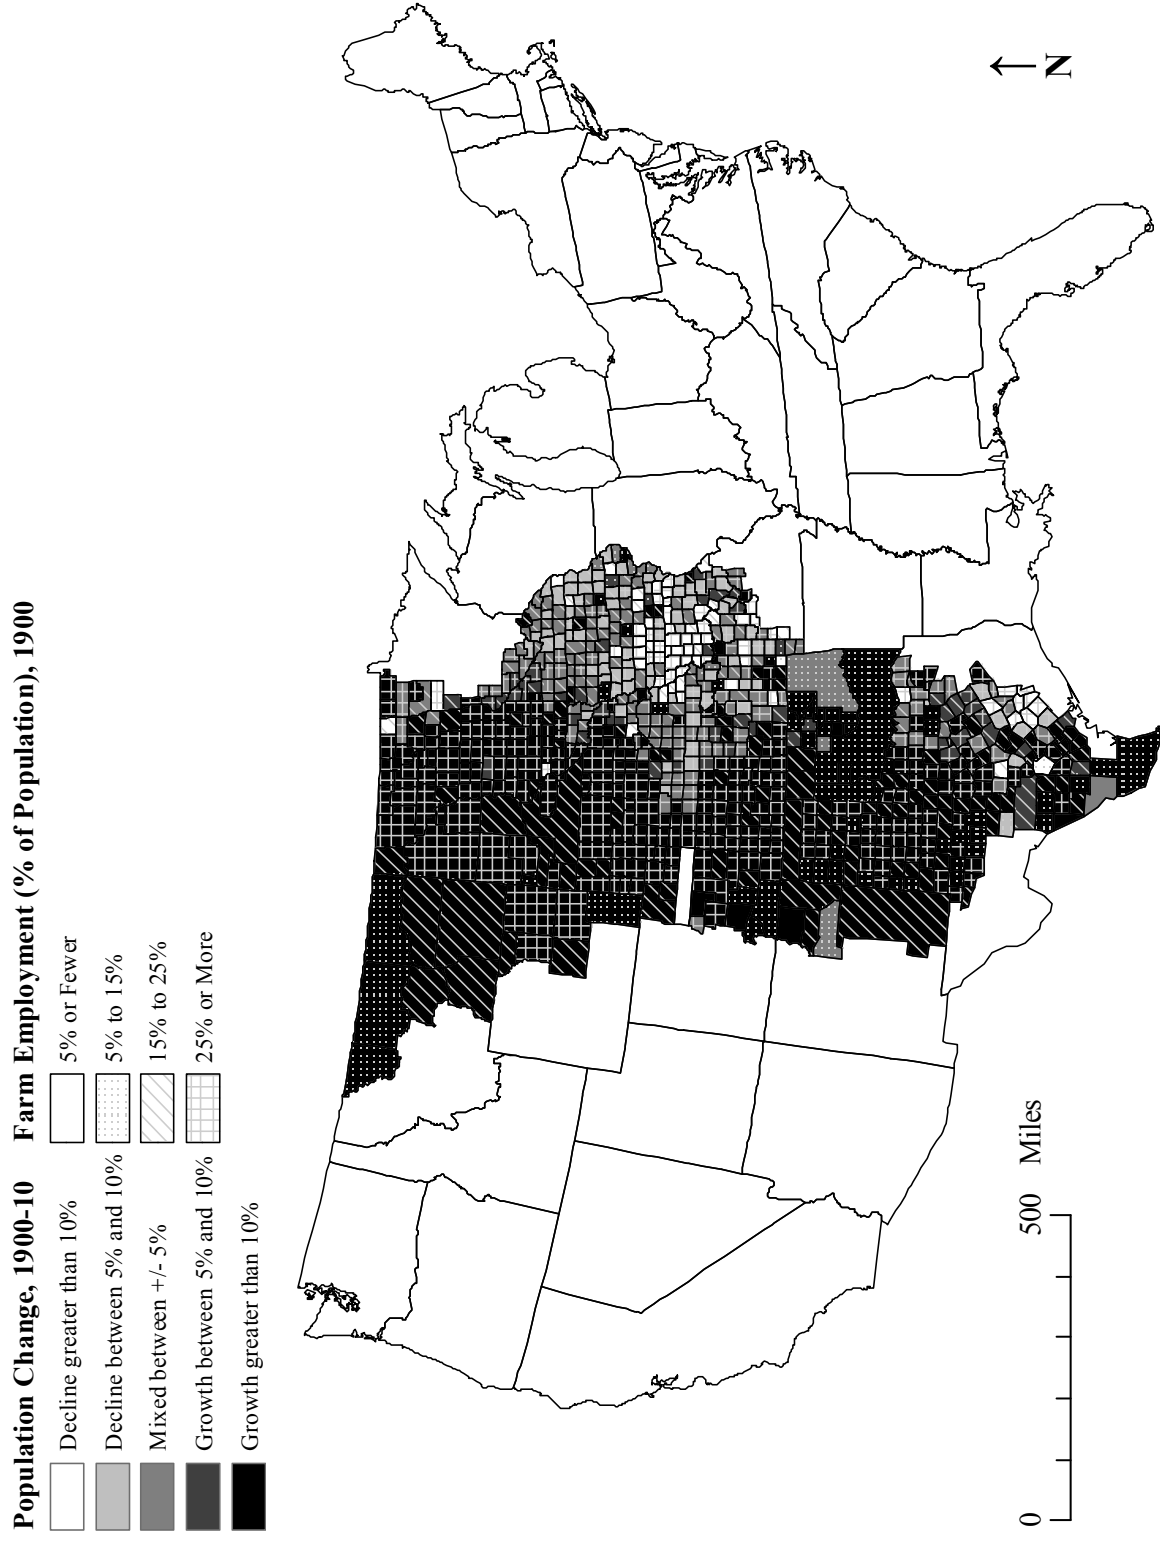 Population Change, 1900-10
Decline greater than 10%
Decline between 5% and 10%
Mixed between +/- 5%
Growth between 5% and 10%
Growth greater than 10%
Farm Employment (% of Population), 1900
5% or Fewer
5% to 15%
15% to 25%
25% or More
0 500 Miles
N